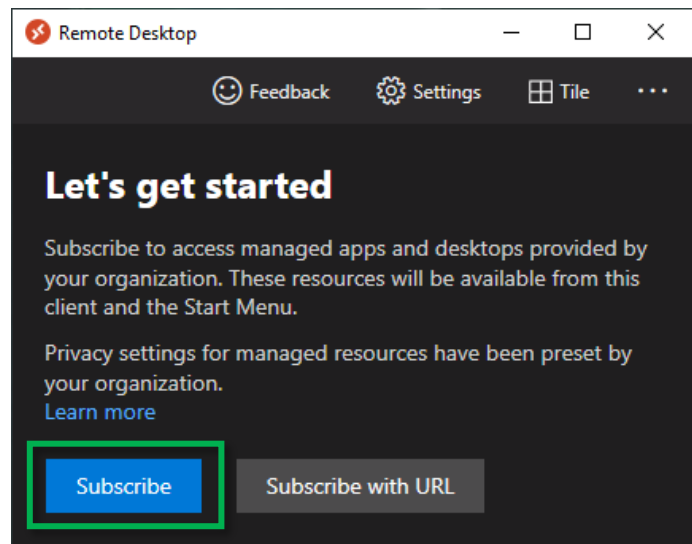 Remote Desktop
Feedback Settings Tile
Let's get started
Subscribe to access managed apps and desktops provided by
your organization. These resources will be available from this
client and the Start Menu.
Privacy settings for managed resources have been preset by
your organization.
Learn more
Subscribe Subscribe with URL